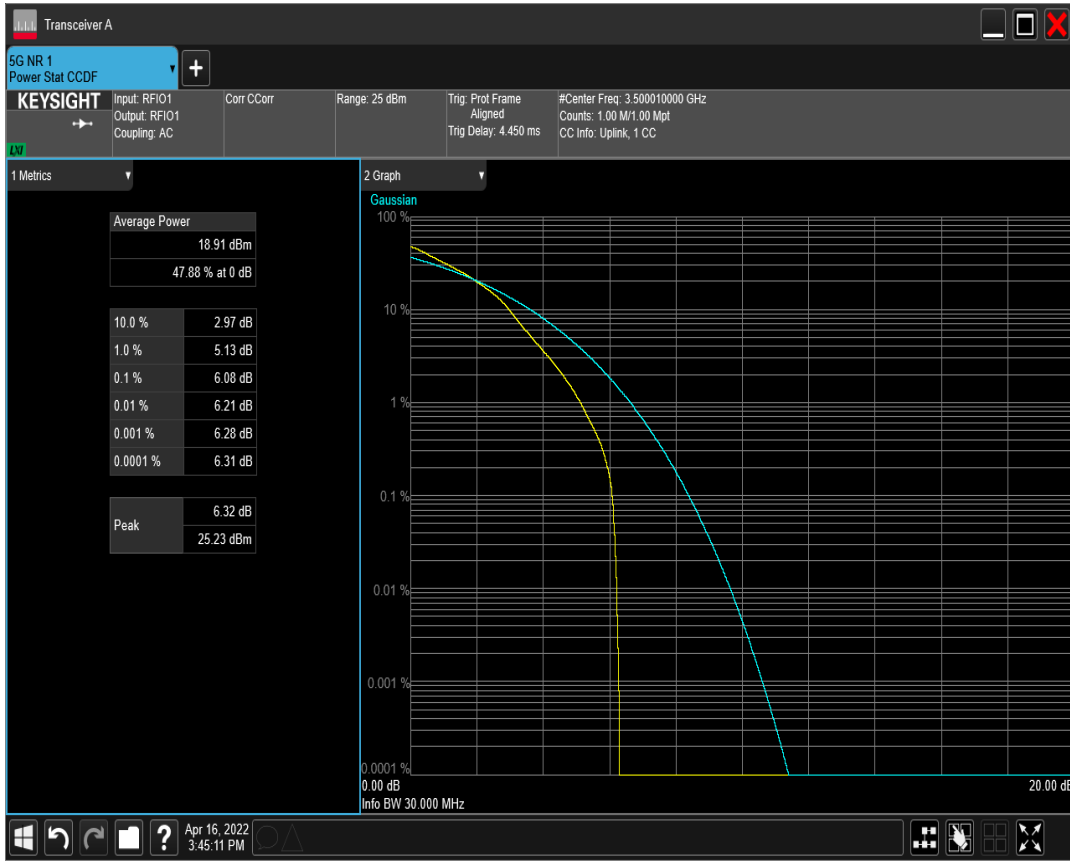 Transceiver A
5G NR 1
Power Stat CCDF
+
KEYSIGHT
LXI
Input: RFIO1
Output: RFIO1
Coupling: AC
Corr CCorr
Range: 25 dBm
Trig: Prot Frame
Aligned
Trig Delay: 4.450 ms
#Center Freq: 3.500010000 GHz
Counts: 1.00 M/1.00 Mpt
CC Info: Uplink, 1 CC
1 Metrics
Average Power
18.91 dBm
47.88 % at 0 dB
10.0 % 2.97 dB
1.0 % 5.13 dB
0.1 % 6.08 dB
0.01 % 6.21 dB
0.001 % 6.28 dB
0.0001 % 6.31 dB
Peak
6.32 dB
25.23 dBm
2 Graph
Gaussian
100 %
10 %
1 %
0.1 %
0.01 %
0.001 %
0.0001 %
0.00 dB 20.00 dB
Info BW 30.000 MHz
?
Apr 16, 2022
3:45:11 PM